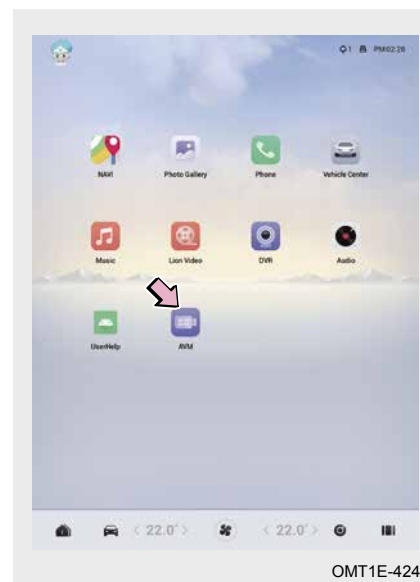 1 PM02:28
NAVI Photo Gallery Phone Vehicle Center
Music Lion Video DVR Audio
UserHelp AVM
< 22.0° > < 22.0° >
OMT1E-424